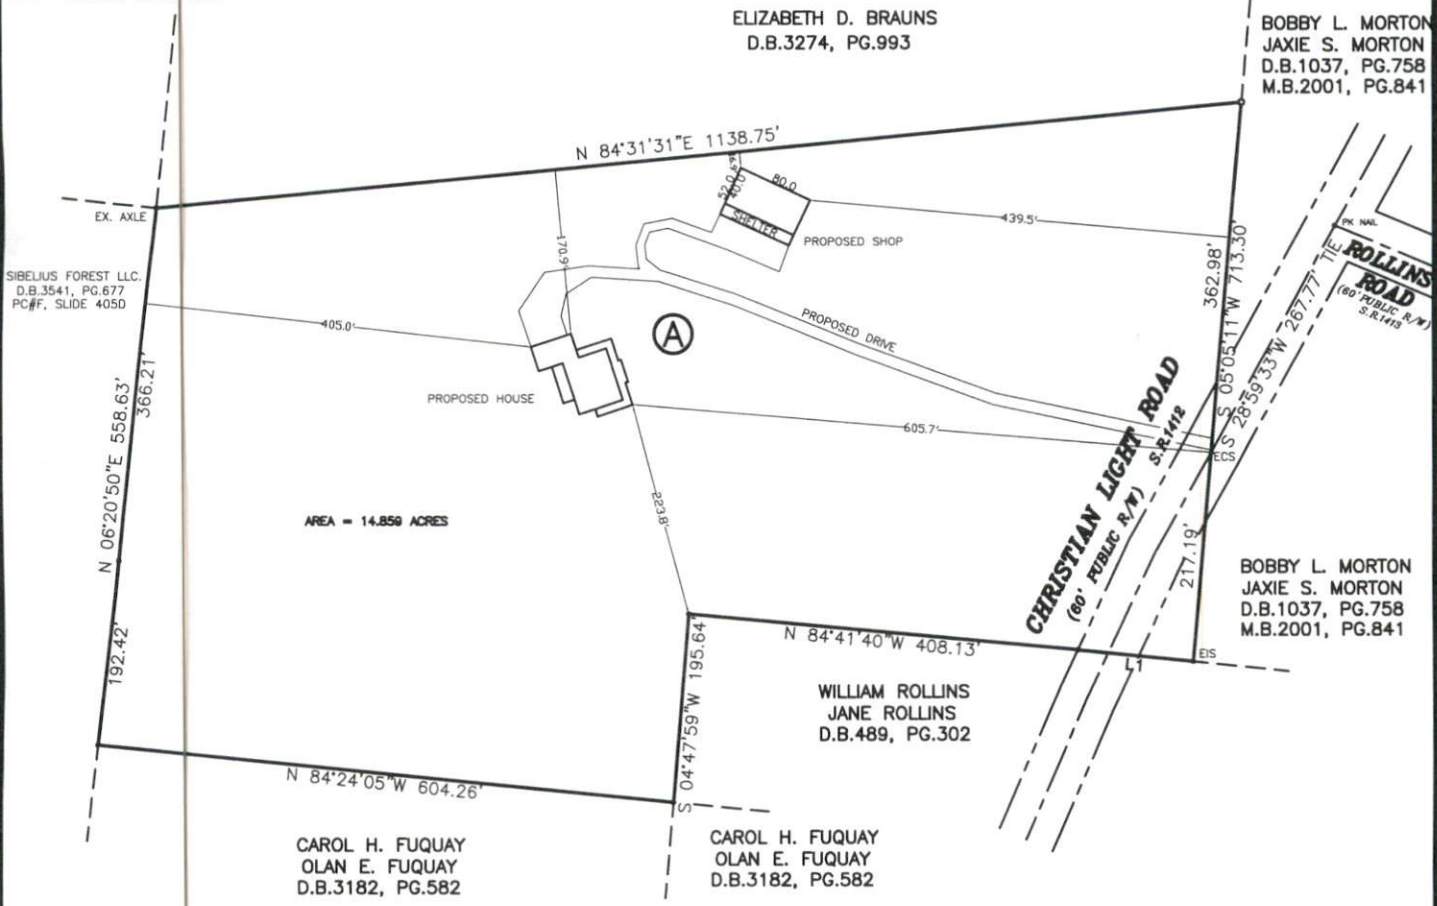 ELIZABETH D. BRAUNS
D.B.3274, PG.993
BOBBY L. MORTON
JAXIE S. MORTON
D.B.1037, PG.758
M.B.2001, PG.841
N 84°31'31"E 1138.75'
EX. AXLE
SIBELIUS FOREST LLC.
D.B.3541, PG.677
PC#F, SLIDE 405D
170.9'
52.0
40.0
80.0
SHELTER
PROPOSED SHOP
439.5'
PK NAIL
ROLLINS
ROAD
(60' PUBLIC R/W)
S.R.1413
362.98'
S 05°05'11"W 713.30'
S 28°59'33"W 267.77' TIE
405.0'
A
PROPOSED DRIVE
PROPOSED HOUSE
605.7'
ECS
CHRISTIAN LIGHT ROAD
(60' PUBLIC R/W)
S.R.1412
N 06°20'50"E 558.63'
366.21'
223.8'
AREA = 14.859 ACRES
217.19'
BOBBY L. MORTON
JAXIE S. MORTON
D.B.1037, PG.758
M.B.2001, PG.841
192.42'
S 04°47'59"W 195.64'
N 84°41'40"W 408.13'
L1
EIS
WILLIAM ROLLINS
JANE ROLLINS
D.B.489, PG.302
N 84°24'05"W 604.26'
CAROL H. FUQUAY
OLAN E. FUQUAY
D.B.3182, PG.582
CAROL H. FUQUAY
OLAN E. FUQUAY
D.B.3182, PG.582